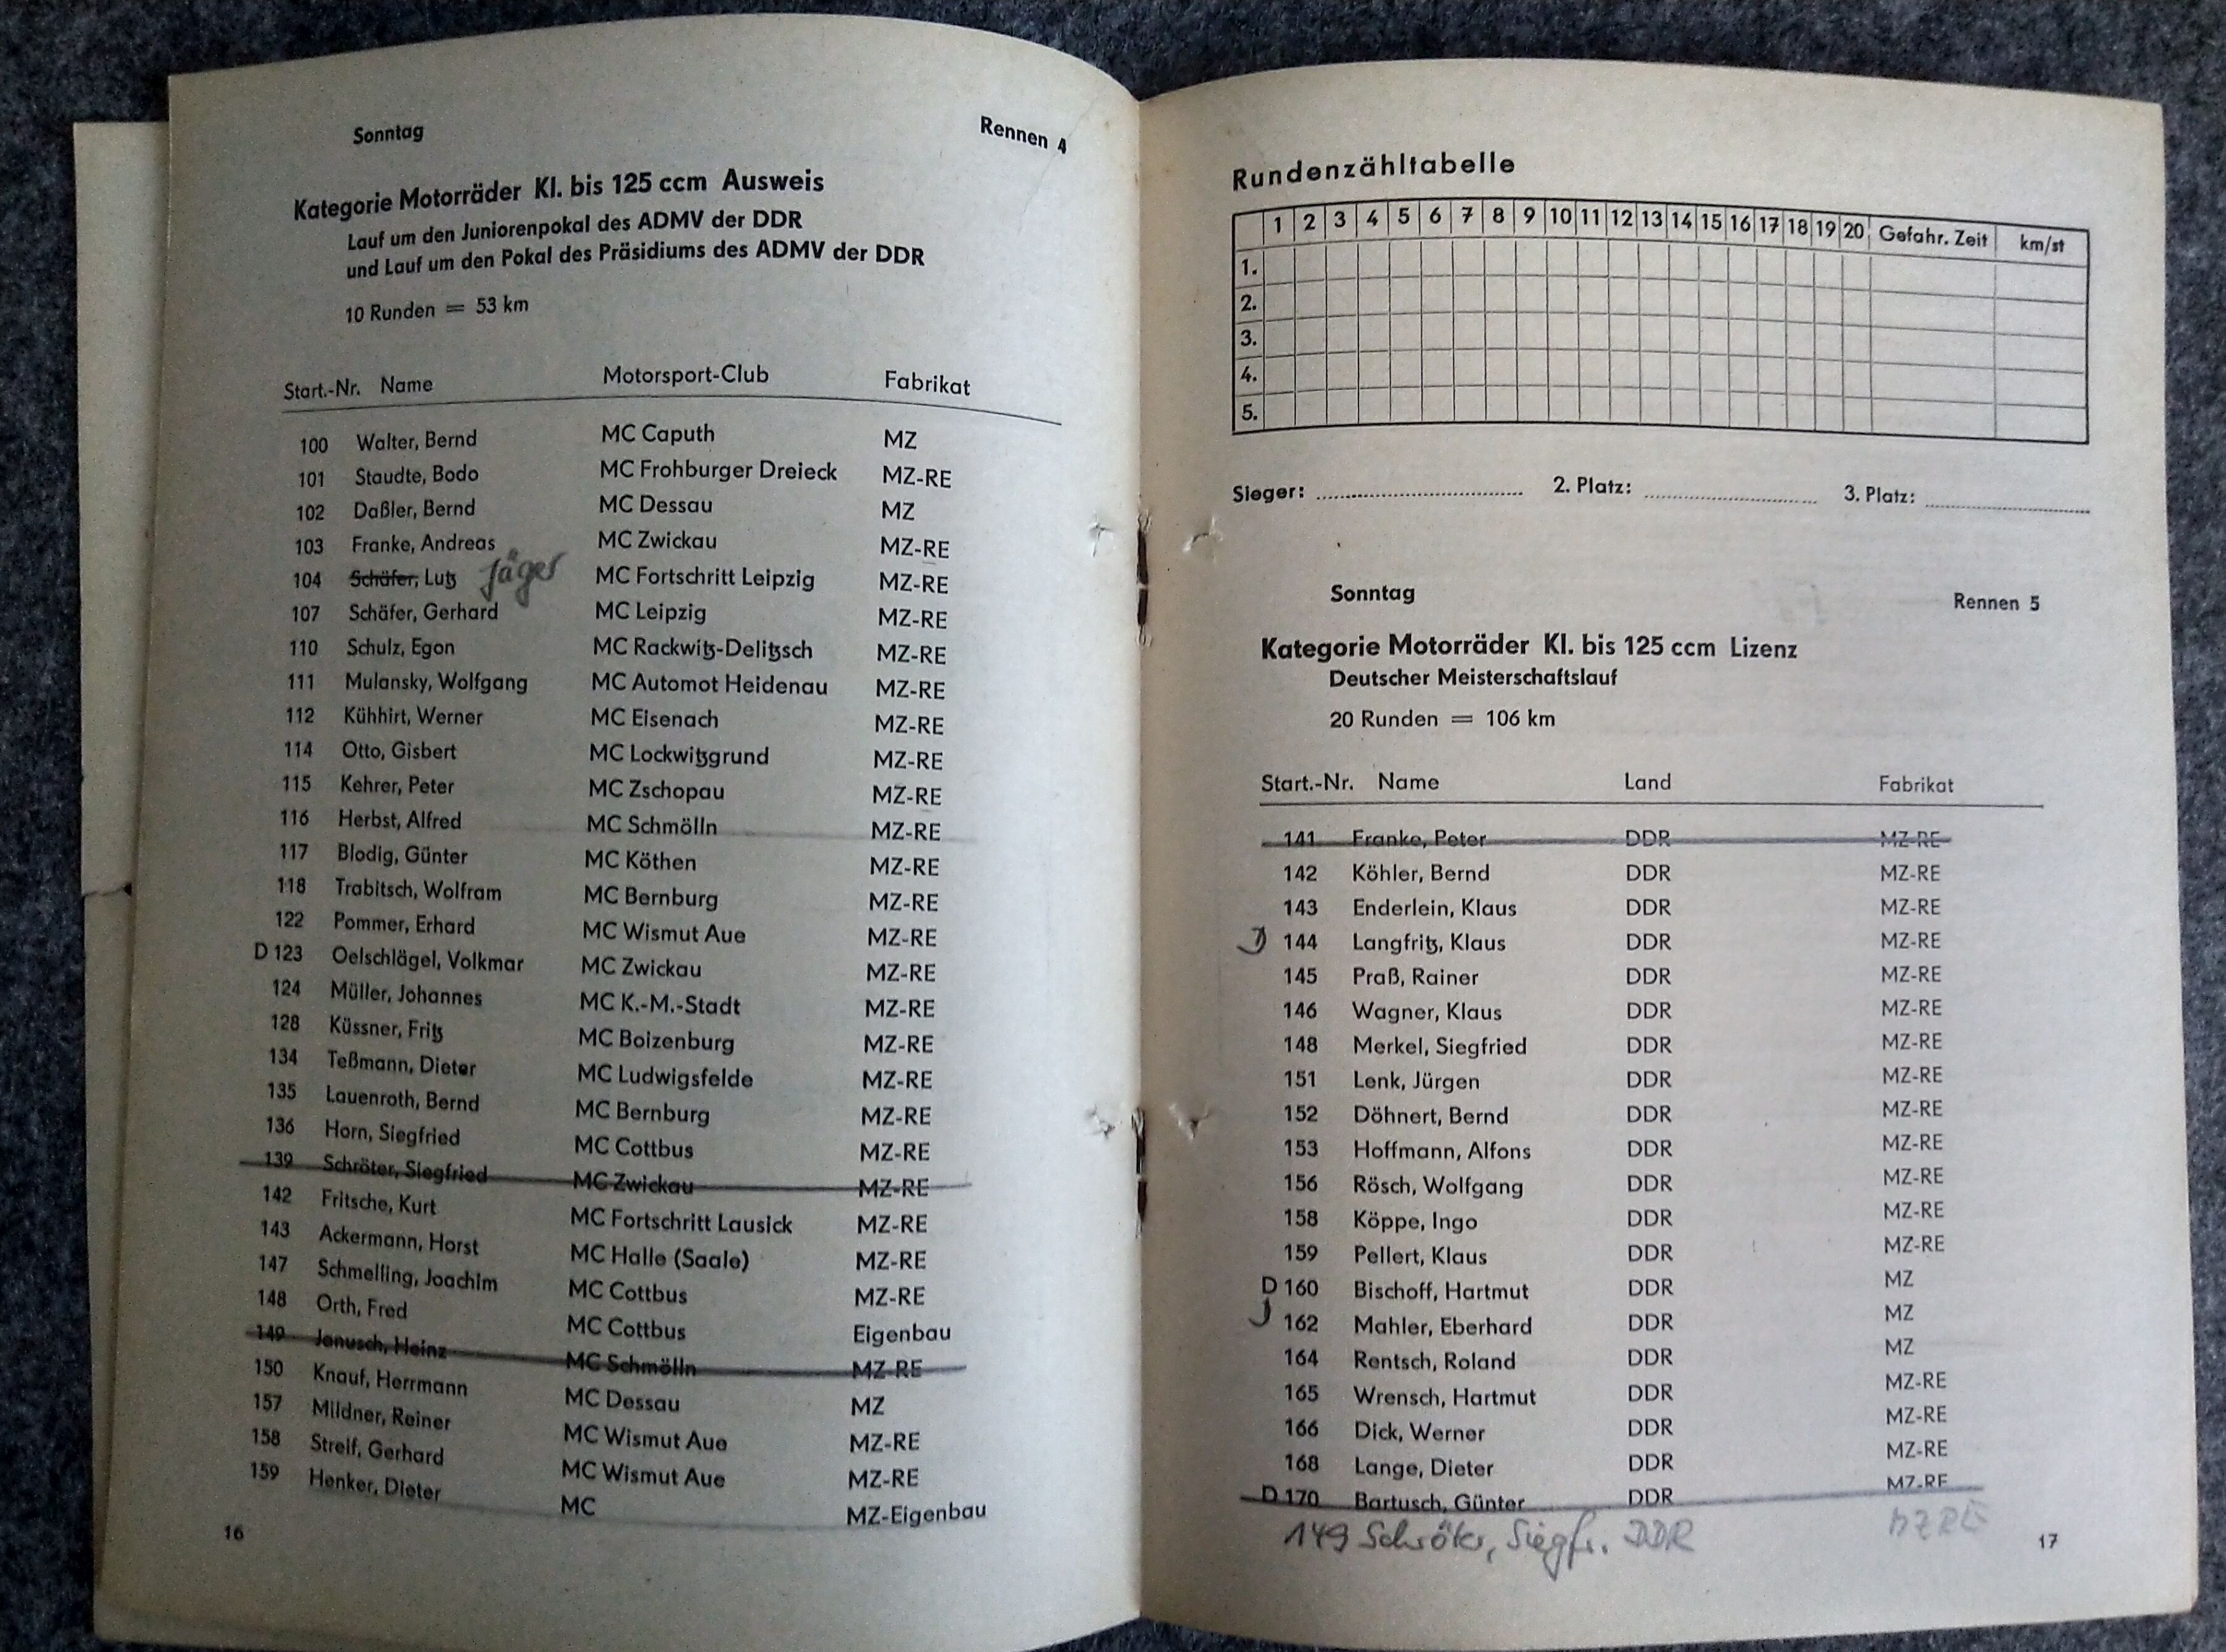 Sonntag Rennen 4
Kategorie Motorräder Kl. bis 125 ccm Ausweis
Lauf um den Juniorenpokal des ADMV der DDR
und Lauf um den Pokal des Präsidiums des ADMV der DDR
10 Runden = 53 km
Start.-Nr. Name Motorsport-Club Fabrikat
100 Walter, Bernd MC Caputh MZ
101 Staudte, Bodo MC Frohburger Dreieck MZ-RE
102 Daßler, Bernd MC Dessau MZ
103 Franke, Andreas MC Zwickau MZ-RE
104 Schäfer, Lutz Jäger MC Fortschritt Leipzig MZ-RE
107 Schäfer, Gerhard MC Leipzig MZ-RE
110 Schulz, Egon MC Rackwitz-Delitzsch MZ-RE
111 Mulansky, Wolfgang MC Automot Heidenau MZ-RE
112 Kühhirt, Werner MC Eisenach MZ-RE
114 Otto, Gisbert MC Lockwitzgrund MZ-RE
115 Kehrer, Peter MC Zschopau MZ-RE
116 Herbst, Alfred MC Schmölln MZ-RE
117 Blodig, Günter MC Köthen MZ-RE
118 Trabitsch, Wolfram MC Bernburg MZ-RE
122 Pommer, Erhard MC Wismut Aue MZ-RE
D 123 Oelschlägel, Volkmar MC Zwickau MZ-RE
124 Müller, Johannes MC K.-M.-Stadt MZ-RE
128 Küssner, Fritz MC Boizenburg MZ-RE
134 Teßmann, Dieter MC Ludwigsfelde MZ-RE
135 Lauenroth, Bernd MC Bernburg MZ-RE
136 Horn, Siegfried MC Cottbus MZ-RE
139 Schröter, Siegfried MC Zwickau MZ-RE
142 Fritsche, Kurt MC Fortschritt Lausick MZ-RE
143 Ackermann, Horst MC Halle (Saale) MZ-RE
147 Schmelling, Joachim MC Cottbus MZ-RE
148 Orth, Fred MC Cottbus Eigenbau
149 Janusch, Heinz MC Schmölln MZ-RE
150 Knauf, Herrmann MC Dessau MZ
157 Mildner, Reiner MC Wismut Aue MZ-RE
158 Streif, Gerhard MC Wismut Aue MZ-RE
159 Henker, Dieter MC MZ-Eigenbau
16
Rundenzähltabelle
1 2 3 4 5 6 7 8 9 10 11 12 13 14 15 16 17 18 19 20 Gefahr. Zeit km/st
1.
2.
3.
4.
5.
Sieger: 2. Platz: 3. Platz:
Sonntag Rennen 5
Kategorie Motorräder Kl. bis 125 ccm Lizenz
Deutscher Meisterschaftslauf
20 Runden = 106 km
Start.-Nr. Name Land Fabrikat
141 Franke, Peter DDR MZ-RE
142 Köhler, Bernd DDR MZ-RE
143 Enderlein, Klaus DDR MZ-RE
144 Langfritz, Klaus DDR MZ-RE
145 Praß, Rainer DDR MZ-RE
146 Wagner, Klaus DDR MZ-RE
148 Merkel, Siegfried DDR MZ-RE
151 Lenk, Jürgen DDR MZ-RE
152 Döhnert, Bernd DDR MZ-RE
153 Hoffmann, Alfons DDR MZ-RE
156 Rösch, Wolfgang DDR MZ-RE
158 Köppe, Ingo DDR MZ-RE
159 Pellert, Klaus DDR MZ-RE
D 160 Bischoff, Hartmut DDR MZ
162 Mahler, Eberhard DDR MZ
164 Rentsch, Roland DDR MZ
165 Wrensch, Hartmut DDR MZ-RE
166 Dick, Werner DDR MZ-RE
168 Lange, Dieter DDR MZ-RE
D 170 Bartusch, Günter DDR MZ-RE
149 Schröter, Siegfr. DDR MZ RE
17